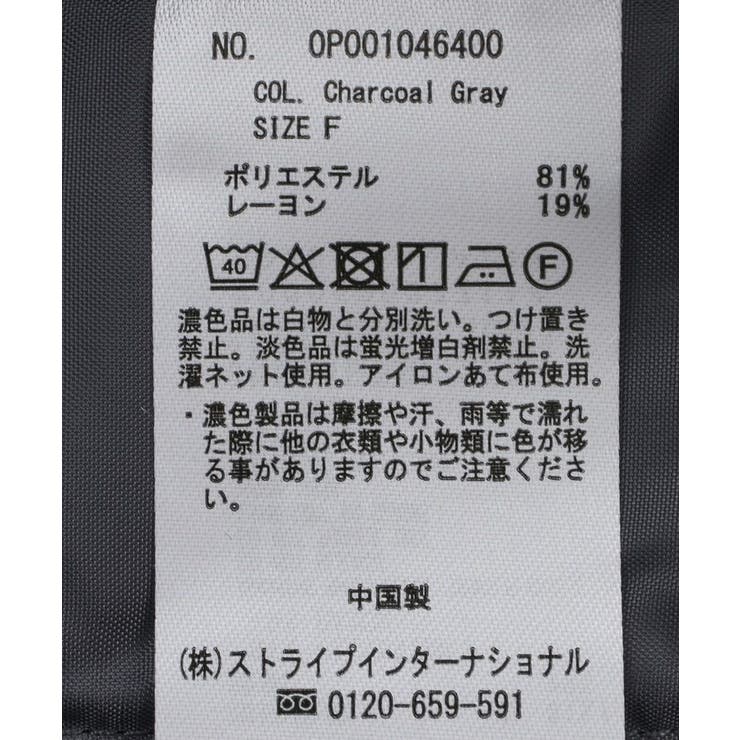 NO. 0P001046400
COL. Charcoal Gray
SIZE F
ポリエステル 81%
レーヨン 19%
40 F
濃色品は白物と分別洗い。つけ置き
禁止。淡色品は蛍光増白剤禁止。洗
濯ネット使用。アイロンあて布使用。
・濃色製品は摩擦や汗、雨等で濡れ
た際に他の衣類や小物類に色が移
る事がありますのでご注意くださ
い。
中国製
(株)ストライプインターナショナル
0120-659-591